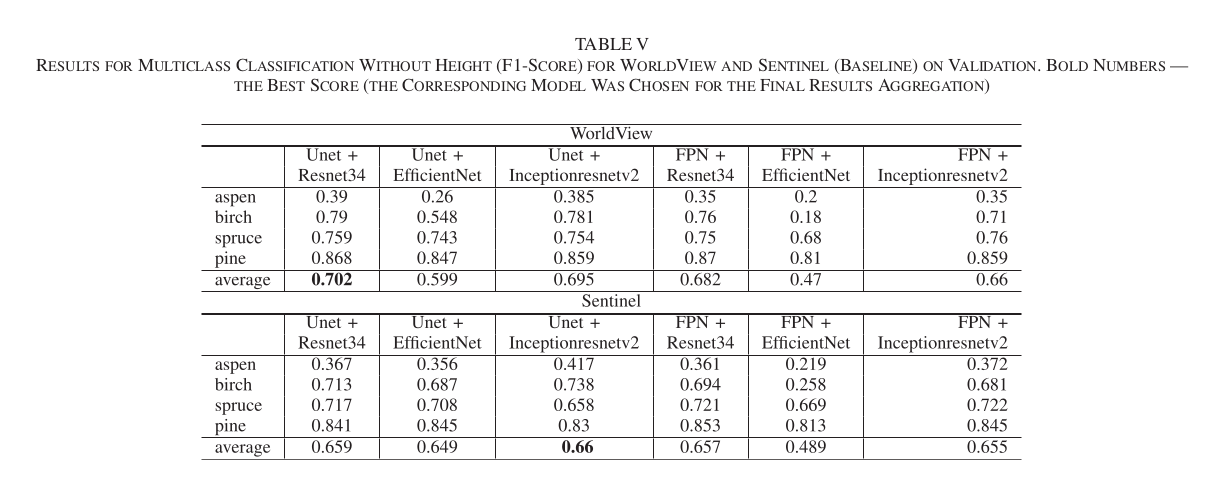 TABLE V
RESULTS FOR MULTICLASS CLASSIFICATION WITHOUT HEIGHT (F1-SCORE) FOR WORLDVIEW AND SENTINEL (BASELINE) ON VALIDATION. BOLD NUMBERS —
THE BEST SCORE (THE CORRESPONDING MODEL WAS CHOSEN FOR THE FINAL RESULTS AGGREGATION)
WorldView
Unet + Unet + Unet + FPN + FPN + FPN +
Resnet34 EfficientNet Inceptionresnetv2 Resnet34 EfficientNet Inceptionresnetv2
aspen 0.39 0.26 0.385 0.35 0.2 0.35
birch 0.79 0.548 0.781 0.76 0.18 0.71
spruce 0.759 0.743 0.754 0.75 0.68 0.76
pine 0.868 0.847 0.859 0.87 0.81 0.859
average 0.702 0.599 0.695 0.682 0.47 0.66
Sentinel
Unet + Unet + Unet + FPN + FPN + FPN +
Resnet34 EfficientNet Inceptionresnetv2 Resnet34 EfficientNet Inceptionresnetv2
aspen 0.367 0.356 0.417 0.361 0.219 0.372
birch 0.713 0.687 0.738 0.694 0.258 0.681
spruce 0.717 0.708 0.658 0.721 0.669 0.722
pine 0.841 0.845 0.83 0.853 0.813 0.845
average 0.659 0.649 0.66 0.657 0.489 0.655